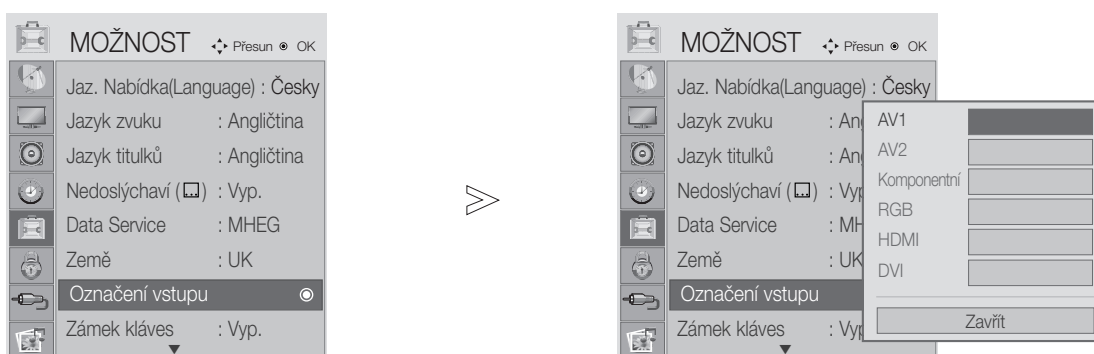 MOŽNOST Přesun OK
Jaz. Nabídka(Language) : Česky
Jazyk zvuku : Angličtina
Jazyk titulků : Angličtina
Nedoslýchaví ( ) : Vyp.
Data Service : MHEG
Země : UK
Označení vstupu
Zámek kláves : Vyp.
MOŽNOST Přesun OK
Jaz. Nabídka(Language) : Česky
Jazyk zvuku : An
Jazyk titulků : An
Nedoslýchaví ( ) : Vyp
Data Service : MH
Země : UK
Označení vstupu
Zámek kláves : Vyp
AV1
AV2
Komponentní
RGB
HDMI
DVI
Zavřít